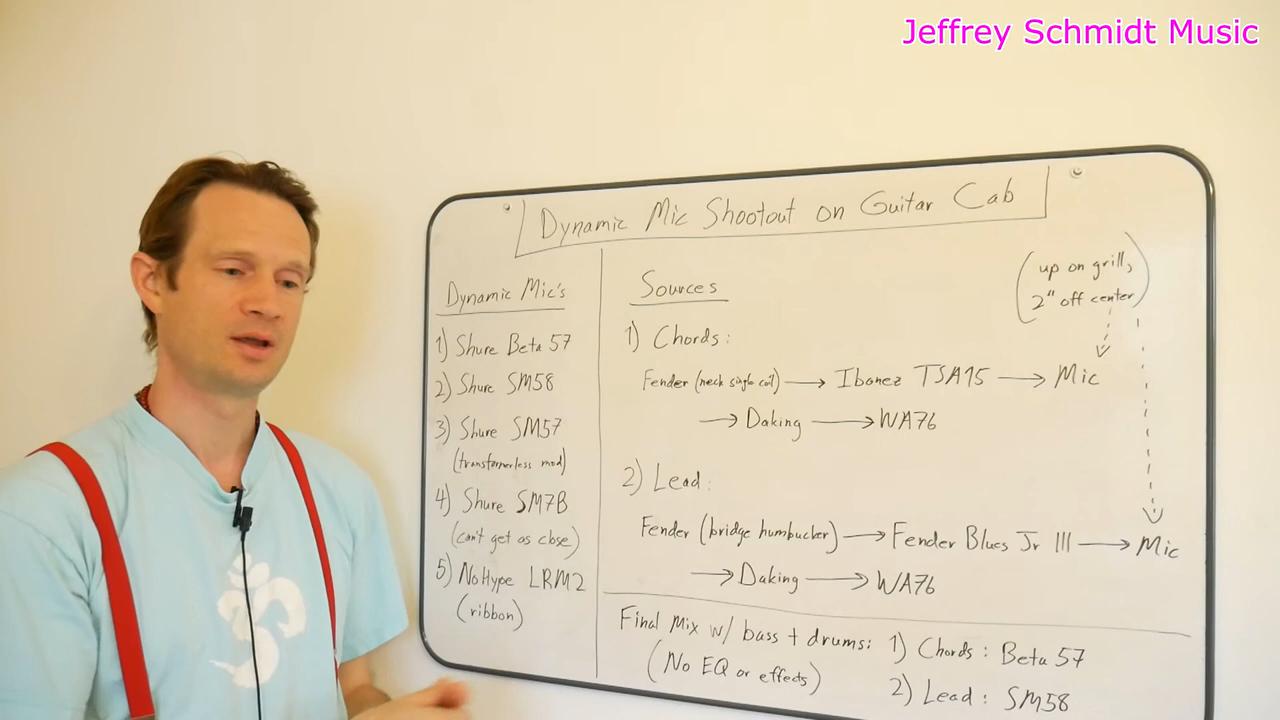 Jeffrey Schmidt Music
Dynamic Mic Shootout on Guitar Cab
Dynamic Mic's
1) Shure Beta 57
2) Shure SM58
3) Shure SM57
(transformerless mod)
4) Shure SM7B
(can't get as close)
5) NoHype LRM2
(ribbon)
Sources
(up on grill,
2" off center)
1) Chords:
Fender (neck single coil) → Ibanez TSA15 → Mic
→ Daking → WA76
2) Lead:
Fender (bridge humbucker) → Fender Blues Jr III → Mic
→ Daking → WA76
Final Mix w/ bass + drums:
(No EQ or effects)
1) Chords: Beta 57
2) Lead: SM58